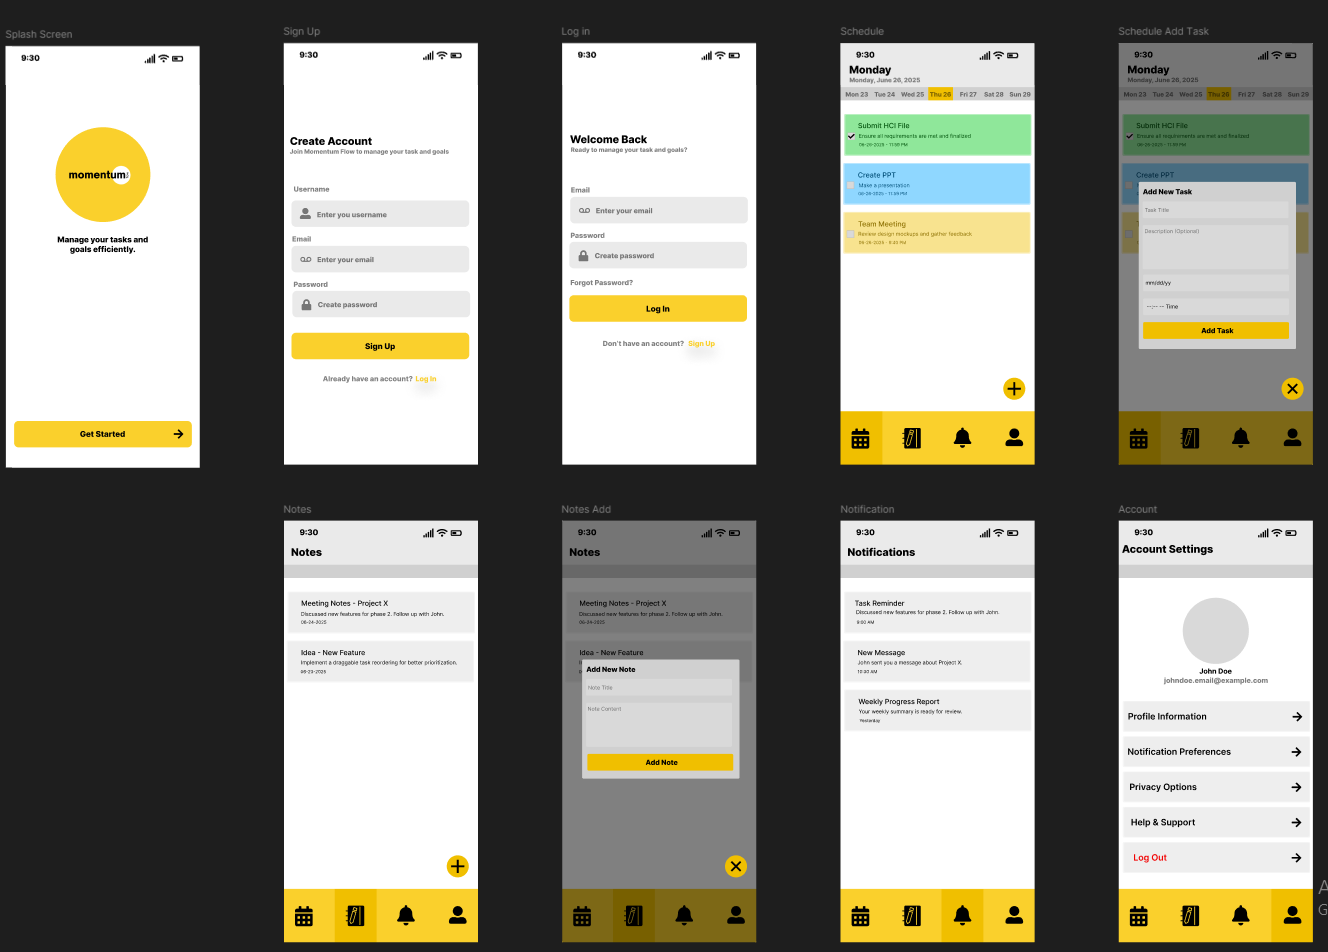 Splash Screen
9:30
momentum
Manage your tasks and
goals efficiently.
Get Started
Sign Up
9:30
Create Account
Join Momentum Flow to manage your task and goals
Username
Enter you username
Email
Enter your email
Password
Create password
Sign Up
Already have an account? Log In
Log in
9:30
Welcome Back
Ready to manage your task and goals?
Email
Enter your email
Password
Create password
Forgot Password?
Log In
Don't have an account? Sign Up
Schedule
9:30
Monday
Monday, June 26, 2025
Mon 23 Tue 24 Wed 25 Thu 26 Fri 27 Sat 28 Sun 29
Submit HCI File
Ensure all requirements are met and finalized
06-26-2025 - 11:59 PM
Create PPT
Make a presentation
06-26-2025 - 11:59 PM
Team Meeting
Review design mockups and gather feedback
Schedule Add Task
9:30
Monday
Monday, June 26, 2025
Mon 23 Tue 24 Wed 25 Thu 26 Fri 27 Sat 28 Sun 29
Submit HCI File
Ensure all requirements are met and finalized
06-26-2025 - 11:59 PM
Create PPT
Add New Task
Task Title
Description (Optional)
mm/dd/yy
--:-- -- Time
Add Task
Notes
9:30
Notes
Meeting Notes - Project X
Discussed new features for phase 2. Follow up with John.
06-24-2025
Idea - New Feature
Implement a draggable task reordering for better prioritization.
06-23-2025
Notes Add
9:30
Notes
Meeting Notes - Project X
Discussed new features for phase 2. Follow up with John.
06-24-2025
Idea - New Feature
Add New Note
Note Title
Note Content
Add Note
Notification
9:30
Notifications
Task Reminder
Discussed new features for phase 2. Follow up with John.
9:00 AM
New Message
John sent you a message about Project X.
10:30 AM
Weekly Progress Report
Your weekly summary is ready for review.
Yesterday
Account
9:30
Account Settings
John Doe
johndoe.email@example.com
Profile Information
Notification Preferences
Privacy Options
Help & Support
Log Out
A
G